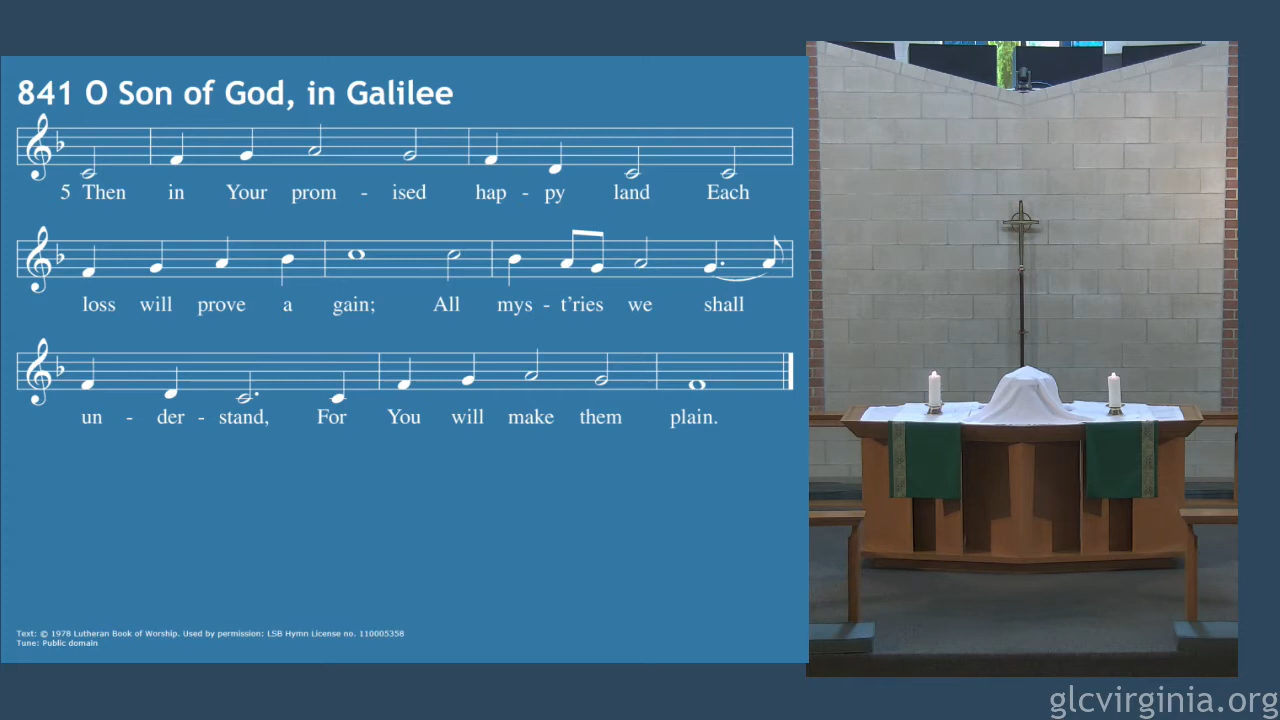 841 O Son of God, in Galilee
5 Then in Your prom - ised hap - py land Each
loss will prove a gain; All mys - t'ries we shall
un - der - stand, For You will make them plain.
Text: © 1978 Lutheran Book of Worship. Used by permission: LSB Hymn License no. 110005358
Tune: Public domain
glcvirginia.org